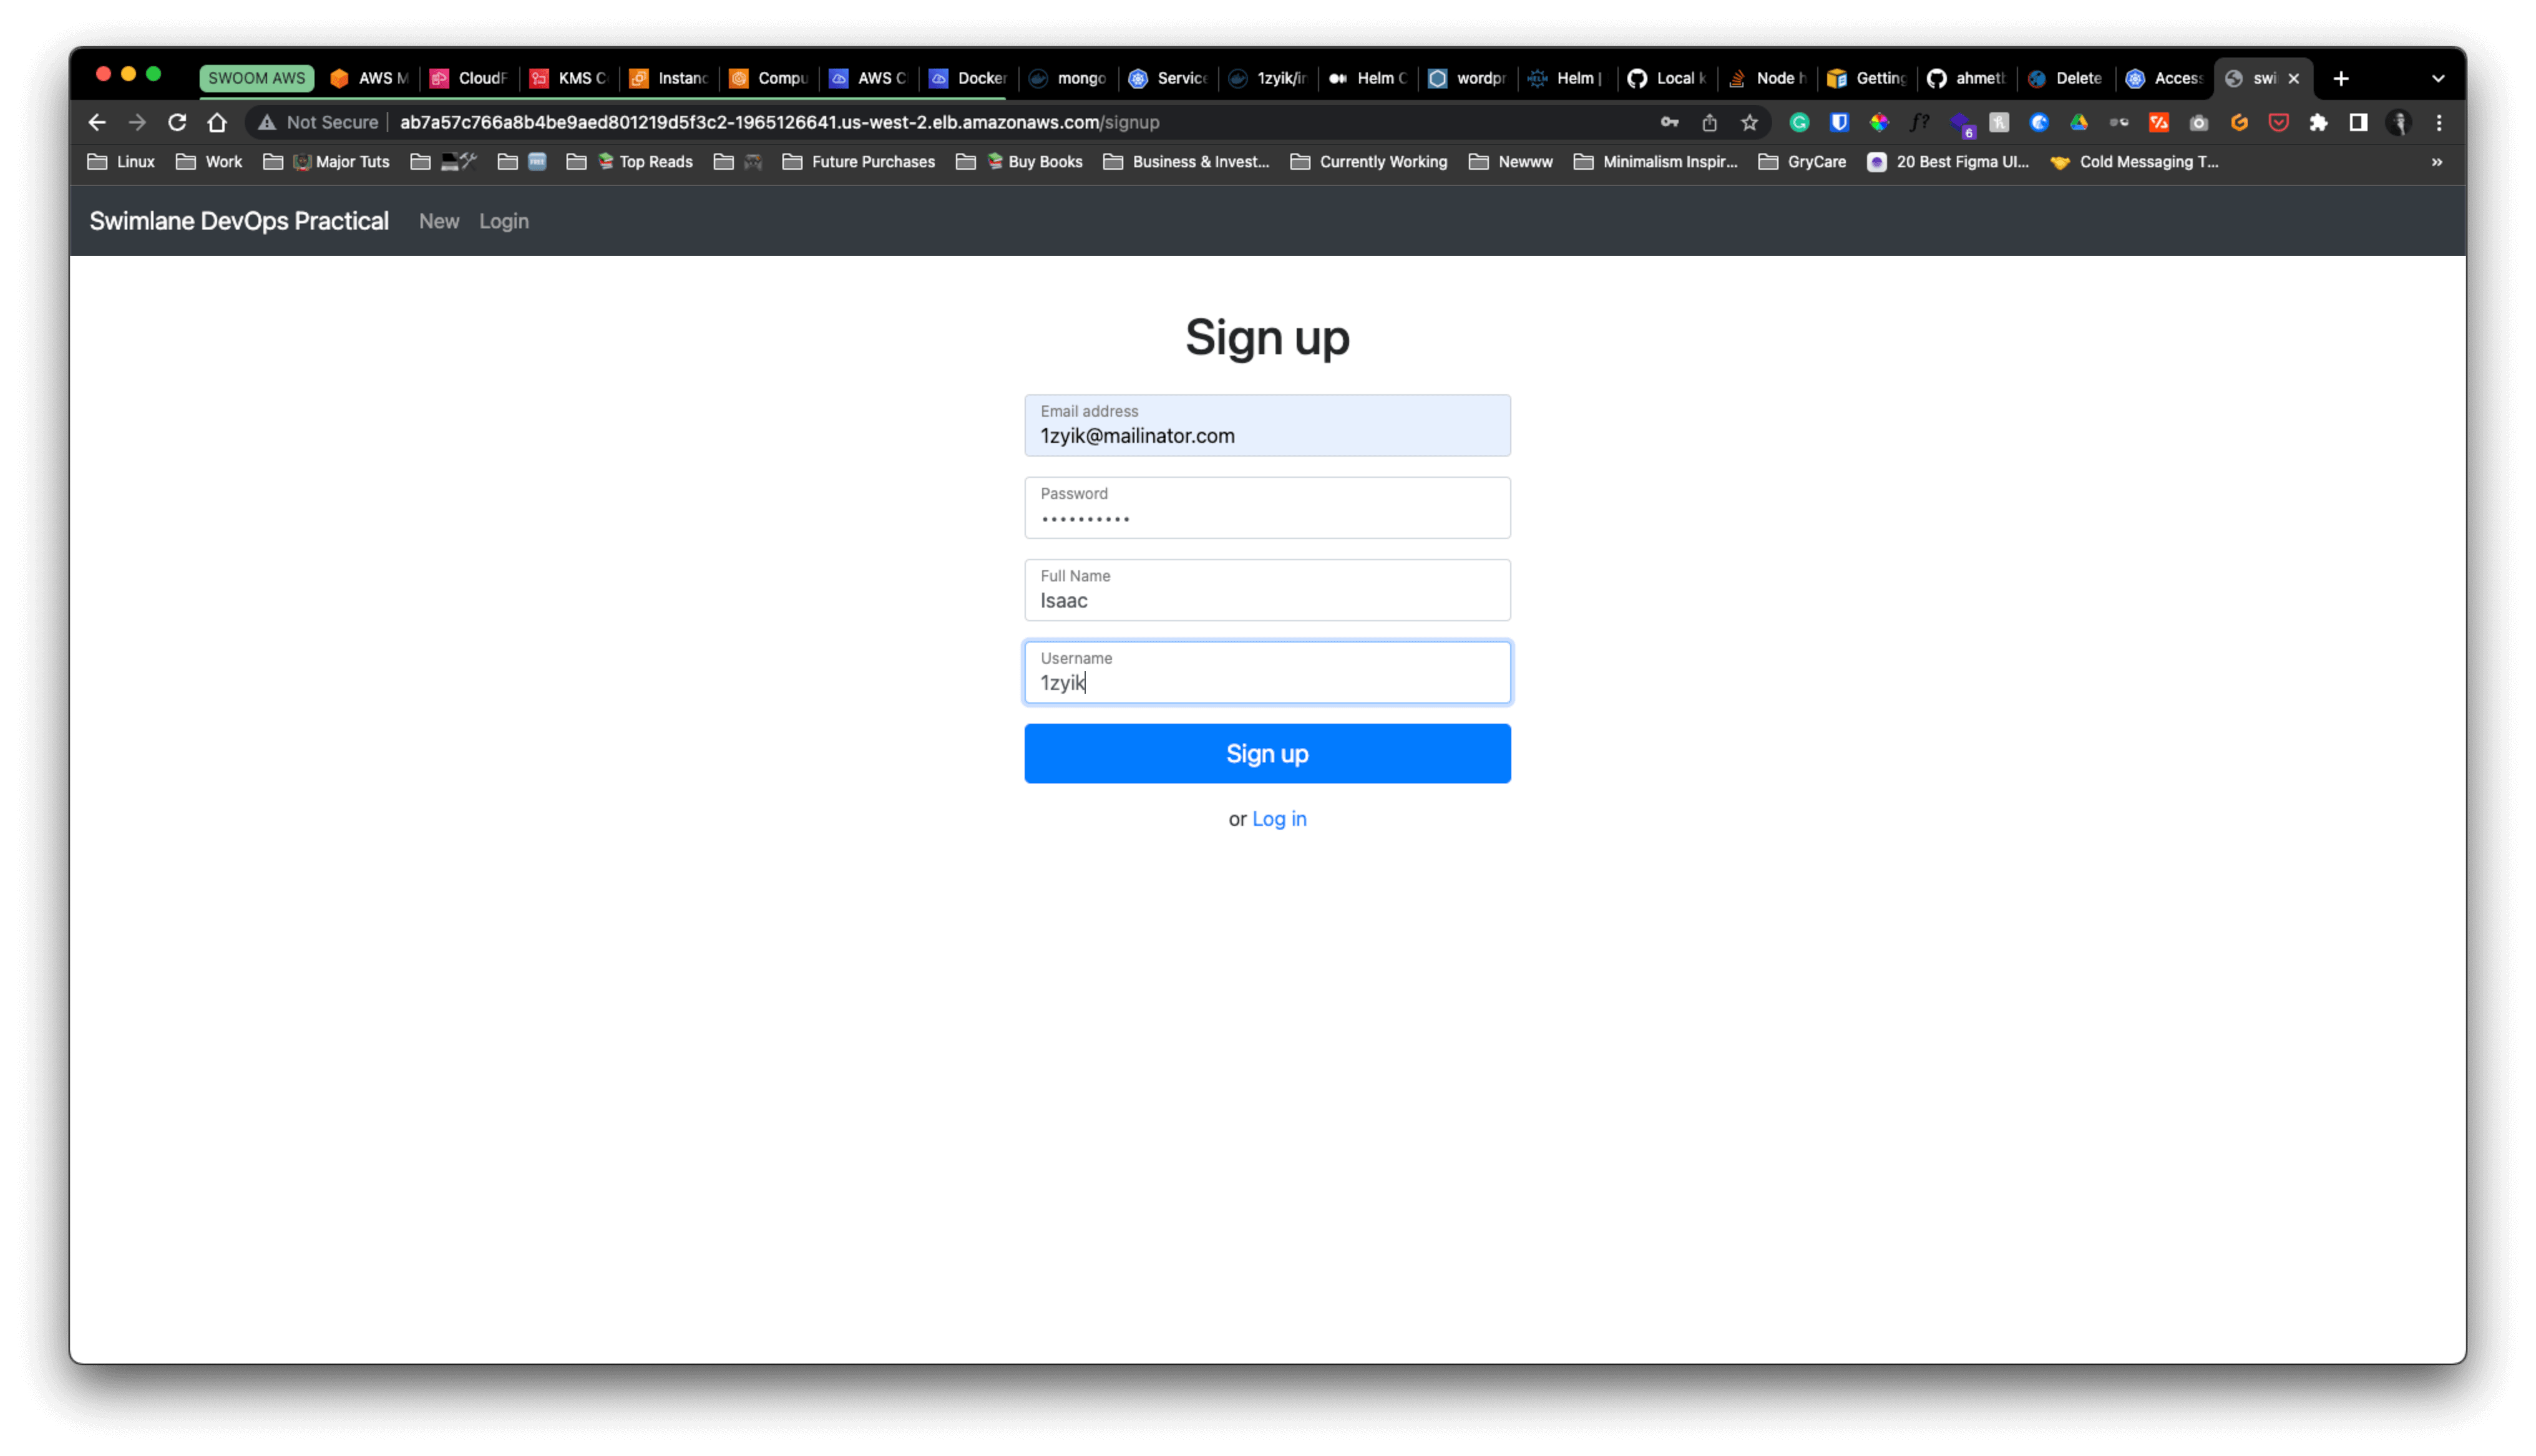 SWOOM AWS AWS M CloudF KMS C Instanc Compu AWS C Docker mongo Service 1zyik/ir Helm C wordpr Helm | Local k Node h Getting ahmetb Delete Access swi
Not Secure ab7a57c766a8b4be9aed801219d5f3c2-1965126641.us-west-2.elb.amazonaws.com/signup 6
Linux Work Major Tuts FREE Top Reads Future Purchases Buy Books Business & Invest... Currently Working Newww Minimalism Inspir... GryCare 20 Best Figma UI... Cold Messaging T... »
Swimlane DevOps Practical New Login
Sign up
Email address
1zyik@mailinator.com
Password
••••••••••
Full Name
Isaac
Username
1zyik
Sign up
or Log in